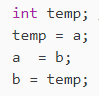 int temp;
temp = a;
a  = b;
b = temp;